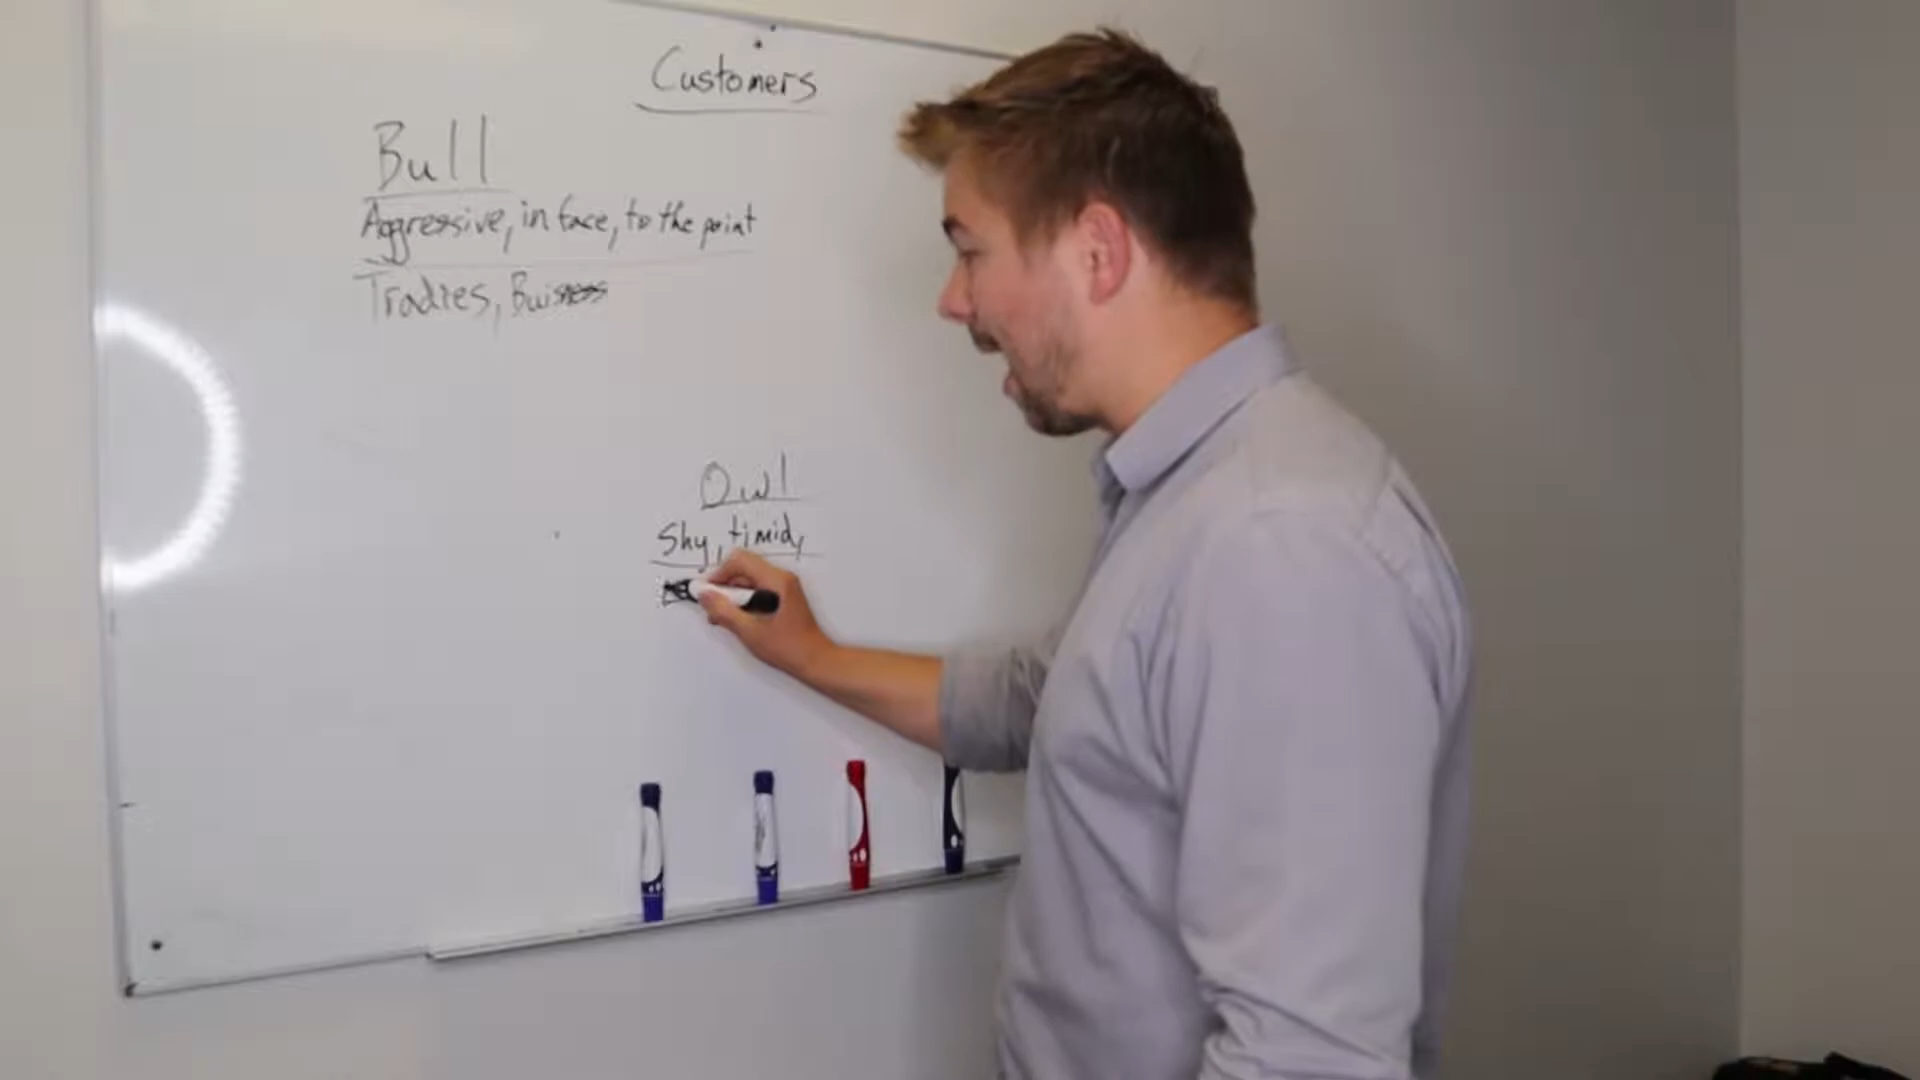 Customers
Bull
Aggressive, in face, to the point
Tradies, Buisness
Owl
Shy, timid,